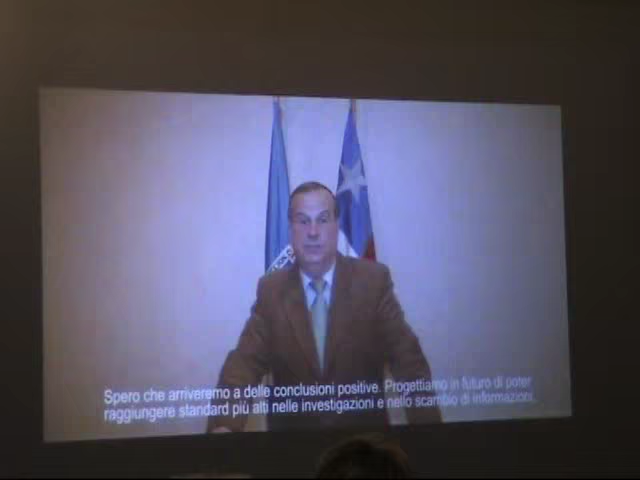 Spero che arriveremo a delle conclusioni positive. Progettiamo in futuro di poter
raggiungere standard più alti nelle investigazioni e nello scambio di informazioni.